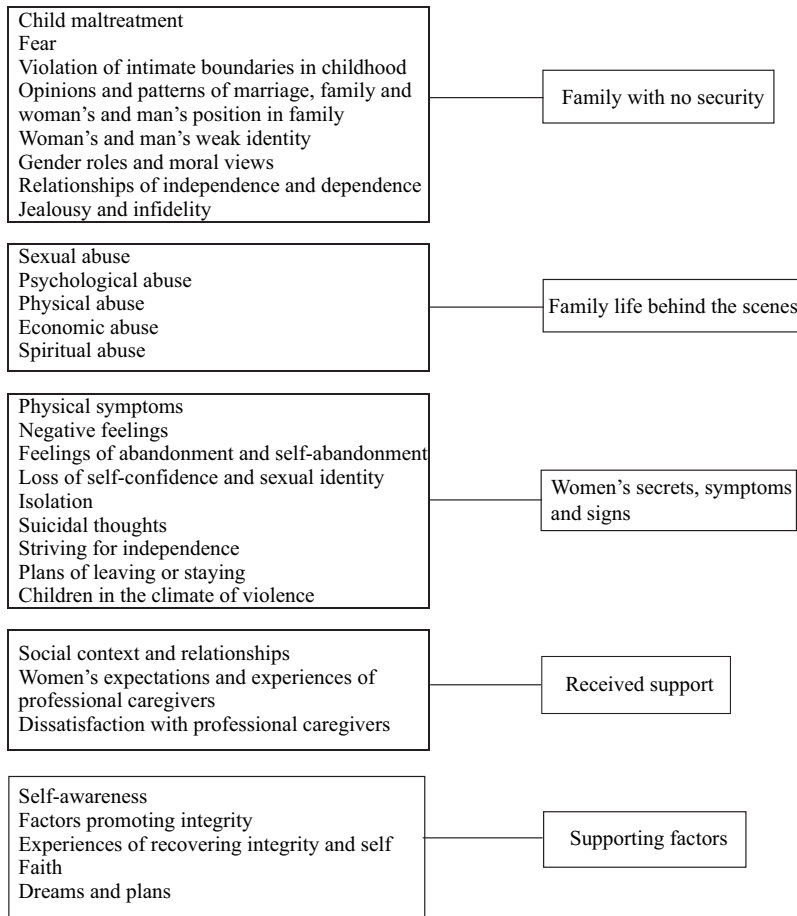 Child maltreatment
Fear
Violation of intimate boundaries in childhood
Opinions and patterns of marriage, family and
woman's and man's position in family
Woman's and man's weak identity
Gender roles and moral views
Relationships of independence and dependence
Jealousy and infidelity
Family with no security
Sexual abuse
Psychological abuse
Physical abuse
Economic abuse
Spiritual abuse
Family life behind the scenes
Physical symptoms
Negative feelings
Feelings of abandonment and self-abandonment
Loss of self-confidence and sexual identity
Isolation
Suicidal thoughts
Striving for independence
Plans of leaving or staying
Children in the climate of violence
Women's secrets, symptoms
and signs
Social context and relationships
Women's expectations and experiences of
professional caregivers
Dissatisfaction with professional caregivers
Received support
Self-awareness
Factors promoting integrity
Experiences of recovering integrity and self
Faith
Dreams and plans
Supporting factors